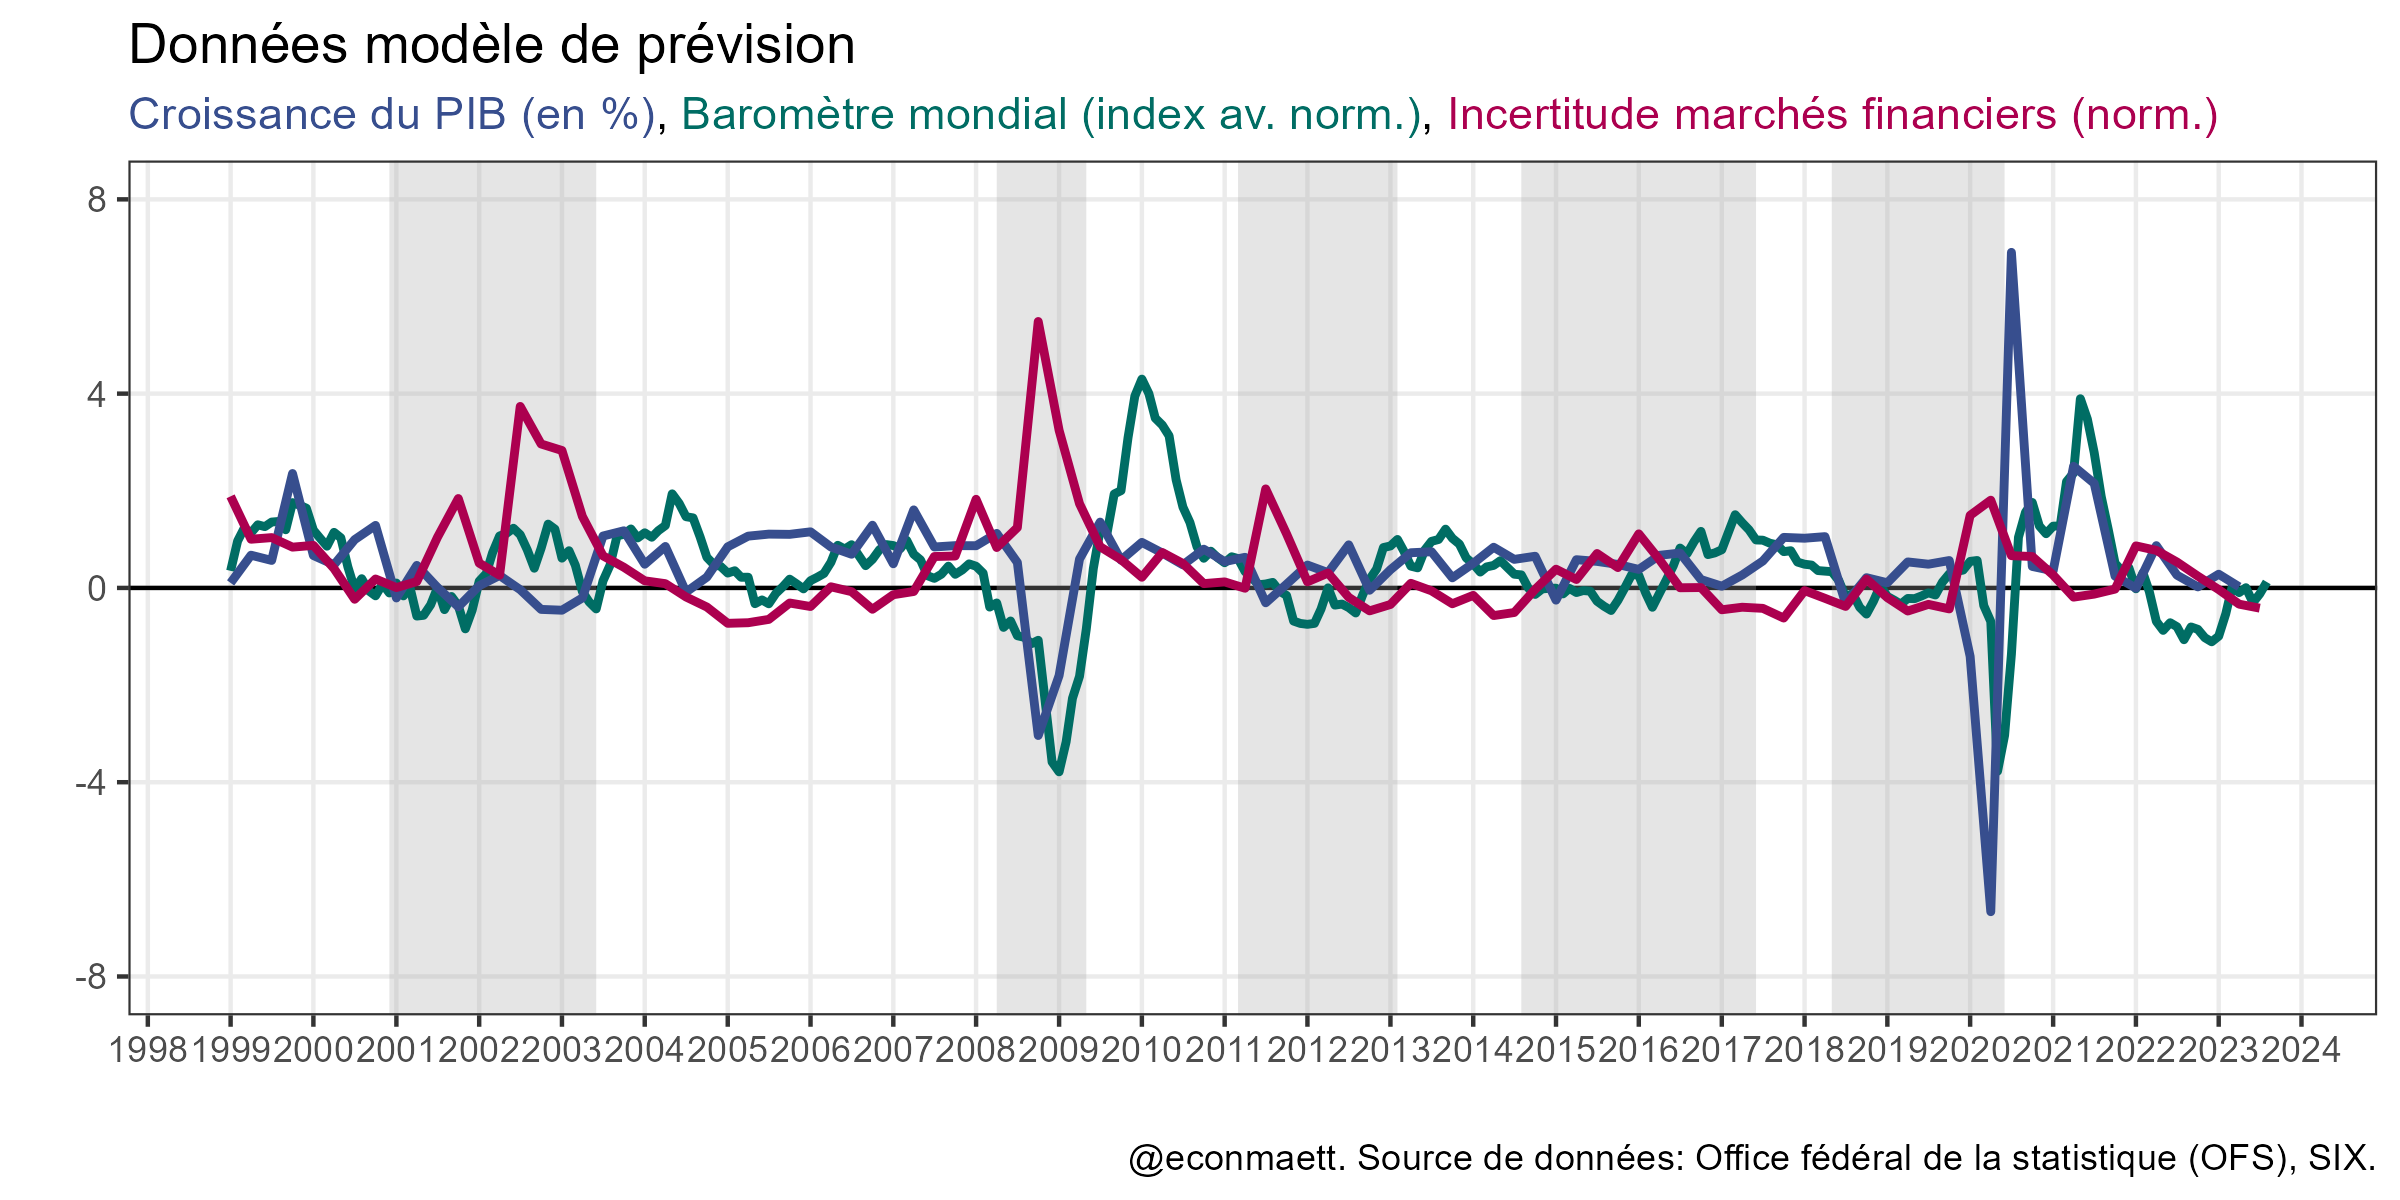 Données modèle de prévision
Croissance du PIB (en %), Baromètre mondial (index av. norm.), Incertitude marchés financiers (norm.)
8
4
0
-4
-8
1998 1999 2000 2001 2002 2003 2004 2005 2006 2007 2008 2009 2010 2011 2012 2013 2014 2015 2016 2017 2018 2019 2020 2021 2022 2023 2024
@econmaett. Source de données: Office fédéral de la statistique (OFS), SIX.